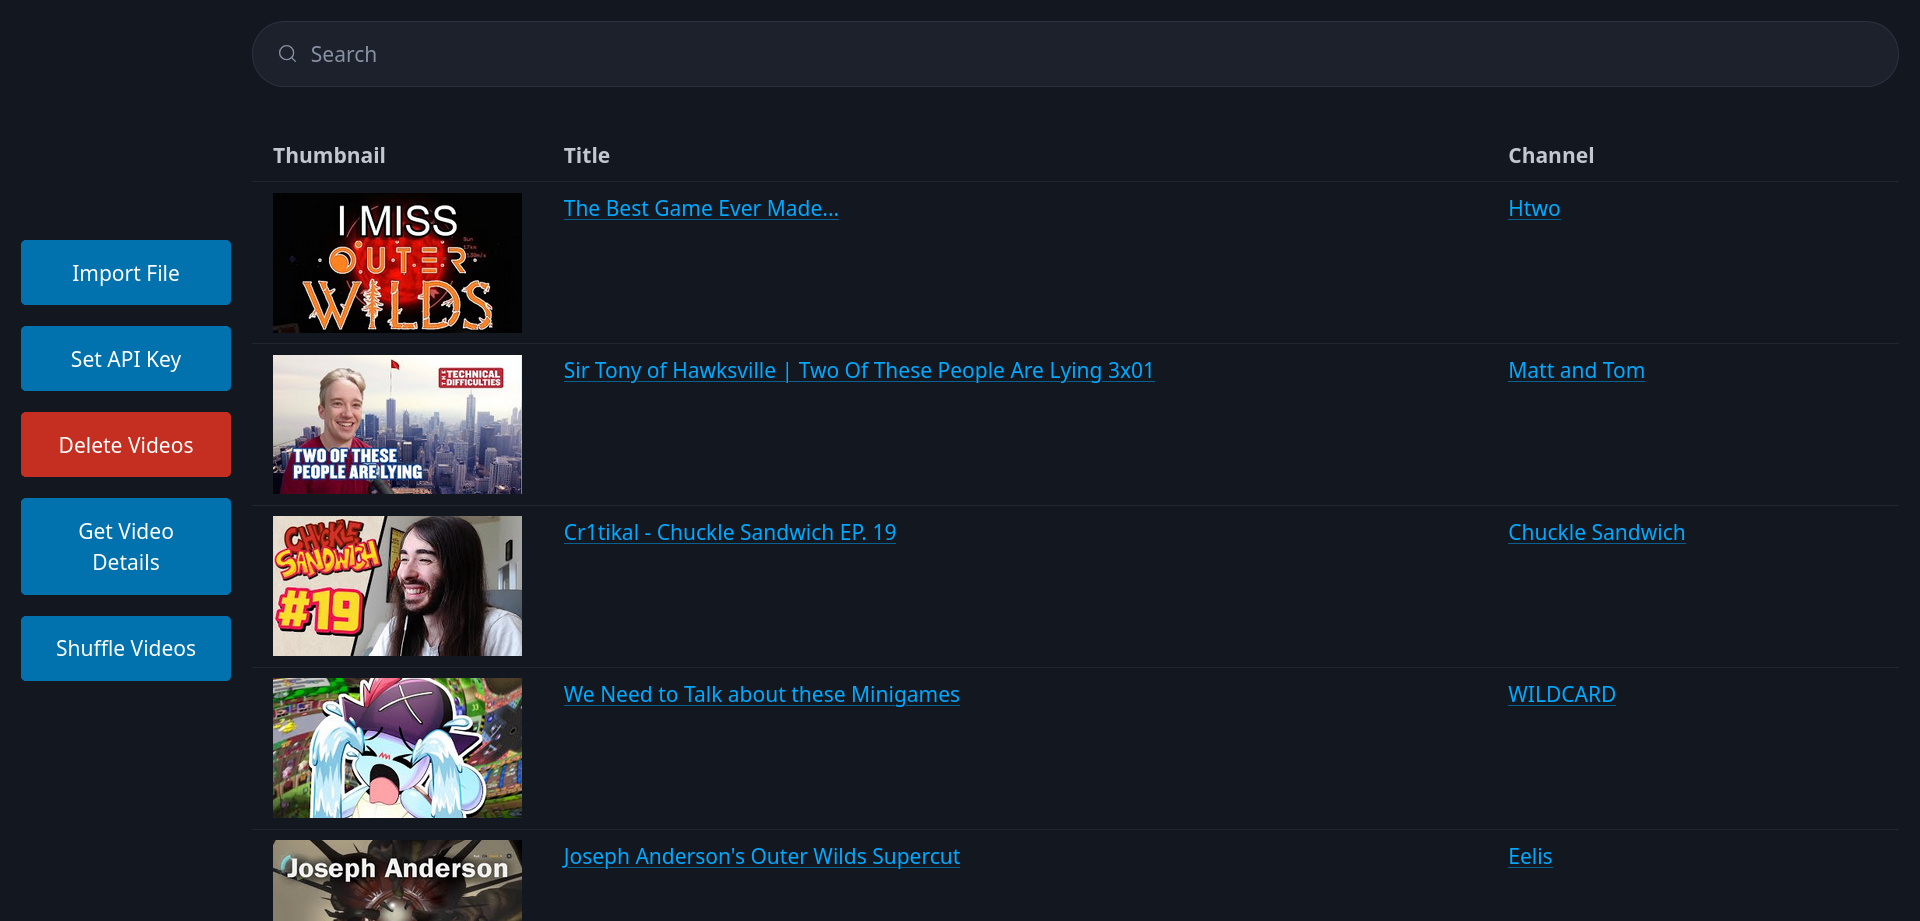 Search
Thumbnail Title Channel
Import File
Set API Key
Delete Videos
Get Video
Details
Shuffle Videos
I MISS
OUTER
WILDS
The Best Game Ever Made...
Htwo
THE TECHNICAL
DIFFICULTIES
TWO OF THESE
PEOPLE ARE LYING
Sir Tony of Hawksville | Two Of These People Are Lying 3x01
Matt and Tom
CHUCKLE
SANDWICH
#19
Cr1tikal - Chuckle Sandwich EP. 19
Chuckle Sandwich
We Need to Talk about these Minigames
WILDCARD
Joseph Anderson
Joseph Anderson's Outer Wilds Supercut
Eelis